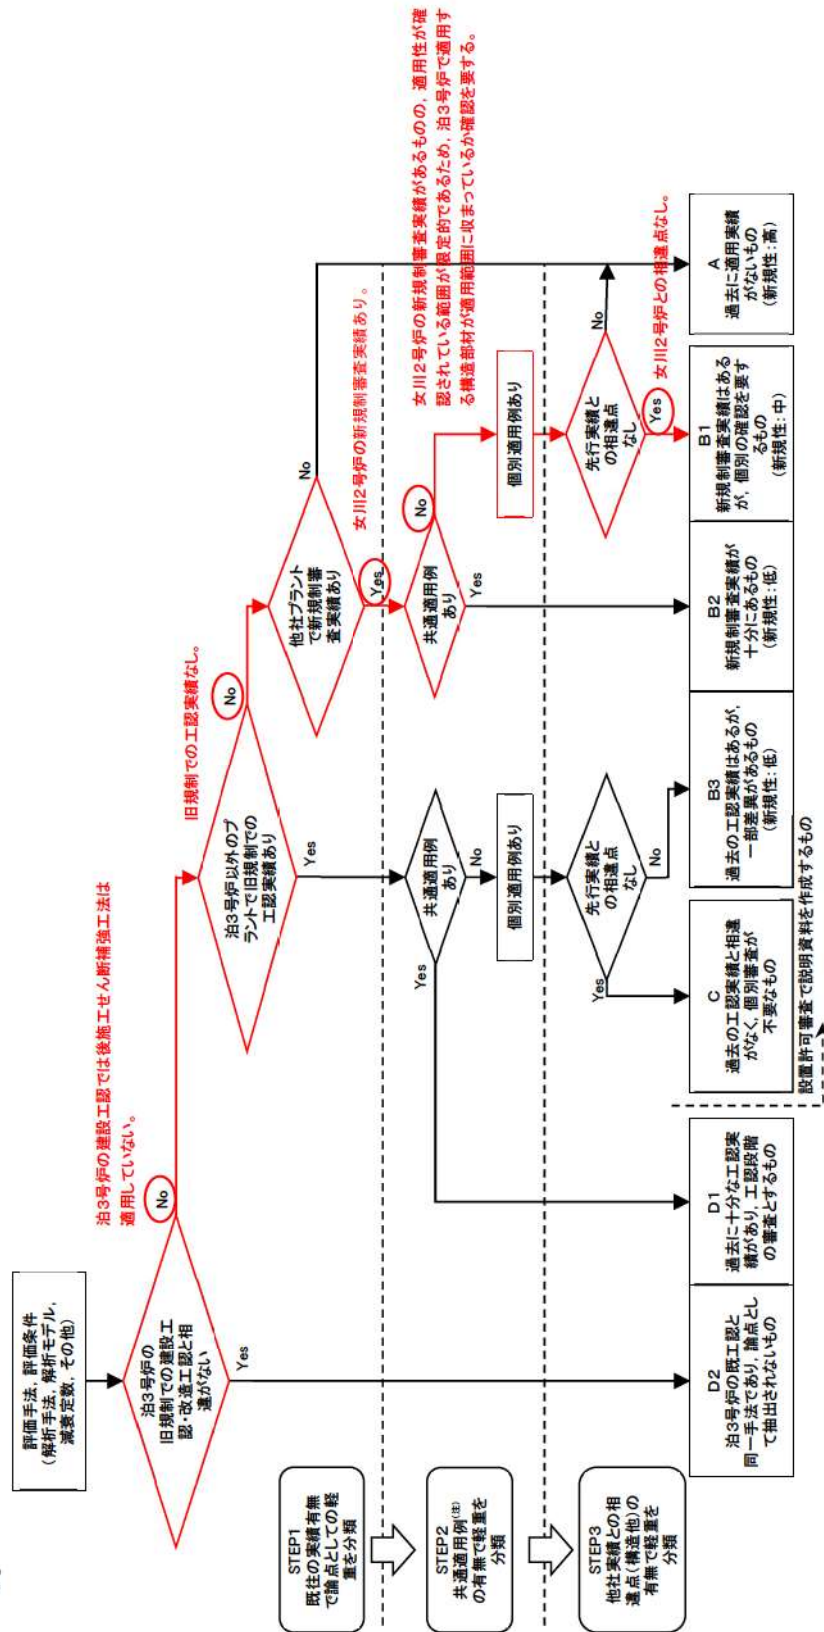 評価手法，評価条件
（解析手法，解析モデル，
減衰定数，その他）
泊3号炉の
旧規制での建設工
認・改造工認と相
違がない
No
Yes
泊3号炉の建設工認では後施工せん断補強工法は
適用していない。
泊3号炉以外のプ
ラントで旧規制での
工認実績あり
No
Yes
旧規制での工認実績なし。
他社プラント
で新規制審
査実績あり
No
Yes
女川2号炉の新規制審査実績あり。
STEP1
既往の実績有無
で論点としての軽
重を分類
STEP2
共通適用例(注)
の有無で軽重を
分類
共通適用例
あり
Yes
No
個別適用例あり
共通適用例
あり
No
Yes
個別適用例あり
女川2号炉の新規制審査実績があるものの，適用性が確
認されている範囲が限定的であるため，泊3号炉で適用す
る構造部材が適用範囲に収まっているか確認を要する。
STEP3
他社実績との相
違点（構造他）の
有無で軽重を
分類
先行実績と
の相違点
なし
Yes
No
先行実績と
の相違点
なし
No
Yes
女川2号炉との相違点なし。
D2
泊3号炉の既工認と
同一手法であり，論点とし
て抽出されないもの
D1
過去に十分な工認実
績があり，工認段階
の審査とするもの
C
過去の工認実績と相違
がなく，個別審査が
不要なもの
B3
過去の工認実績はあるが，
一部差異があるもの
（新規性：低）
B2
新規制審査実績が
十分にあるもの
（新規性：低）
B1
新規制審査実績はある
が，個別の確認を要す
るもの
（新規性：中）
A
過去に適用実績
がないもの
（新規性：高）
設置許可審査で説明資料を作成するもの